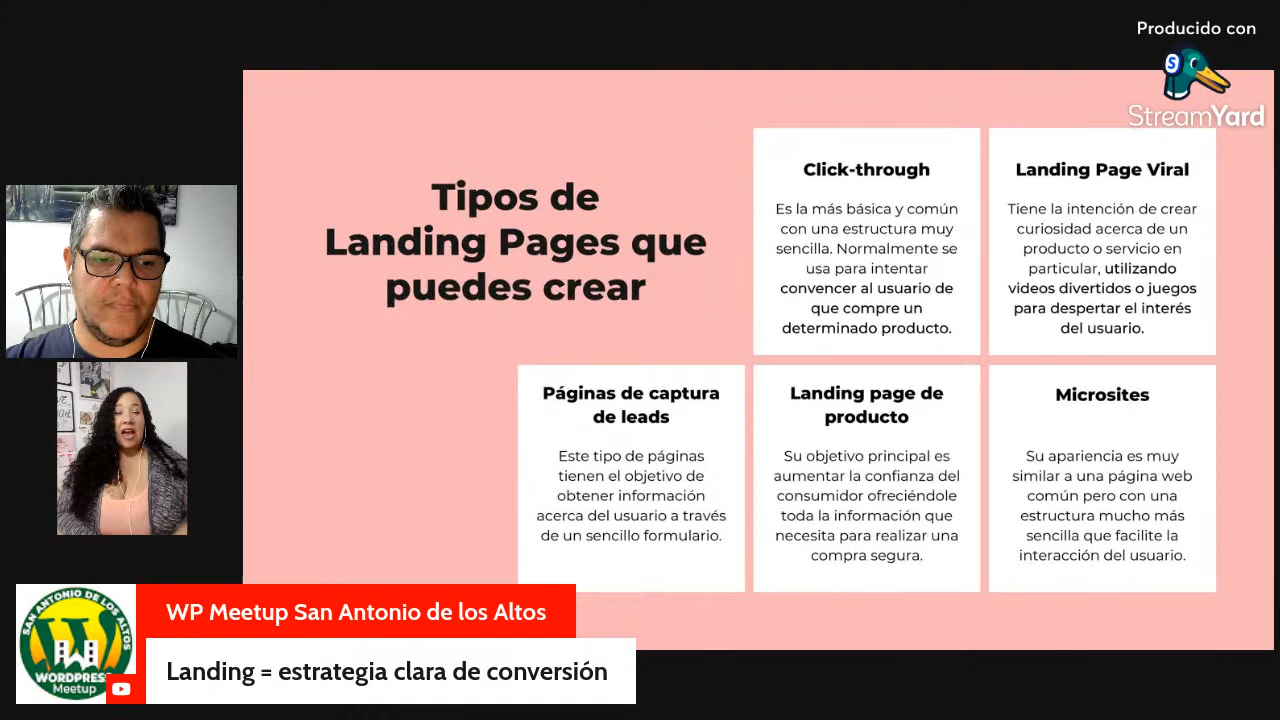 Producido con
StreamYard
Tipos de
Landing Pages que
puedes crear
Click-through
Es la más básica y común
con una estructura muy
sencilla. Normalmente se
usa para intentar
convencer al usuario de
que compre un
determinado producto.
Landing Page Viral
Tiene la intención de crear
curiosidad acerca de un
producto o servicio en
particular, utilizando
videos divertidos o juegos
para despertar el interés
del usuario.
Páginas de captura
de leads
Este tipo de páginas
tienen el objetivo de
obtener información
acerca del usuario a través
de un sencillo formulario.
Landing page de
producto
Su objetivo principal es
aumentar la confianza del
consumidor ofreciéndole
toda la información que
necesita para realizar una
compra segura.
Microsites
Su apariencia es muy
similar a una página web
común pero con una
estructura mucho más
sencilla que facilite la
interacción del usuario.
SAN ANTONIO DE LOS ALTOS
WORDPRESS
Meetup
WP Meetup San Antonio de los Altos
Landing = estrategia clara de conversión